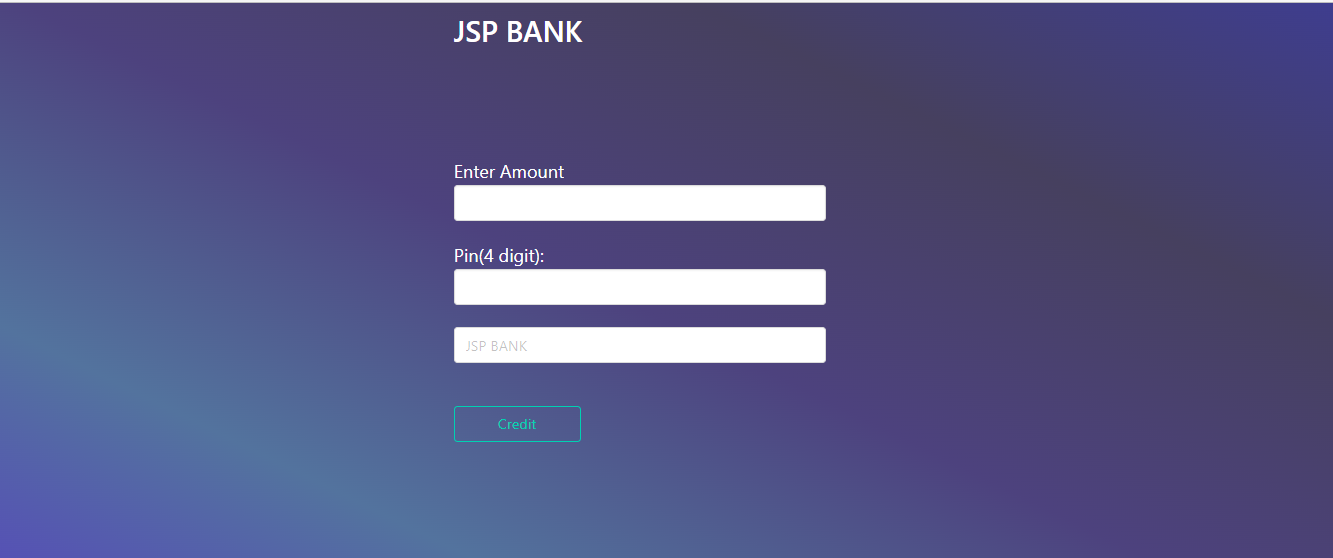 JSP BANK
Enter Amount
Pin(4 digit):
JSP BANK
Credit